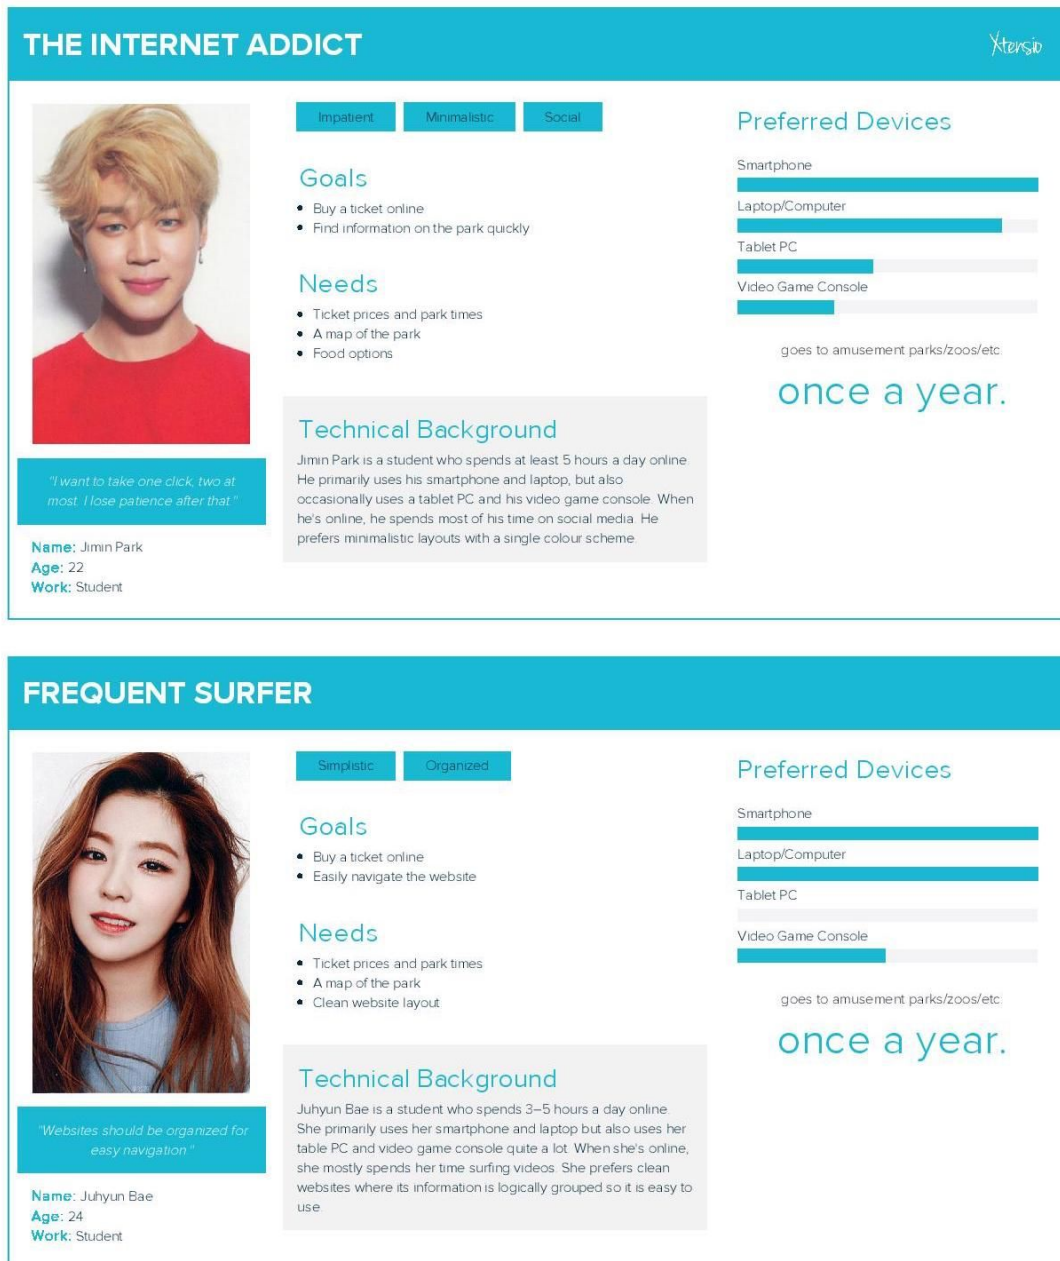 THE INTERNET ADDICT
Xtensio
Impatient
Minimalistic
Social
Goals
• Buy a ticket online
• Find information on the park quickly
Needs
• Ticket prices and park times
• A map of the park
• Food options
Technical Background
Jimin Park is a student who spends at least 5 hours a day online.
He primarily uses his smartphone and laptop, but also
occasionally uses a tablet PC and his video game console. When
he's online, he spends most of his time on social media. He
prefers minimalistic layouts with a single colour scheme.
"I want to take one click, two at
most. I lose patience after that."
Name: Jimin Park
Age: 22
Work: Student
Preferred Devices
Smartphone
Laptop/Computer
Tablet PC
Video Game Console
goes to amusement parks/zoos/etc.
once a year.
FREQUENT SURFER
Simplistic
Organized
Goals
• Buy a ticket online
• Easily navigate the website
Needs
• Ticket prices and park times
• A map of the park
• Clean website layout
Technical Background
Juhyun Bae is a student who spends 3–5 hours a day online.
She primarily uses her smartphone and laptop but also uses her
table PC and video game console quite a lot. When she's online,
she mostly spends her time surfing videos. She prefers clean
websites where its information is logically grouped so it is easy to
use.
"Websites should be organized for
easy navigation."
Name: Juhyun Bae
Age: 24
Work: Student
Preferred Devices
Smartphone
Laptop/Computer
Tablet PC
Video Game Console
goes to amusement parks/zoos/etc.
once a year.